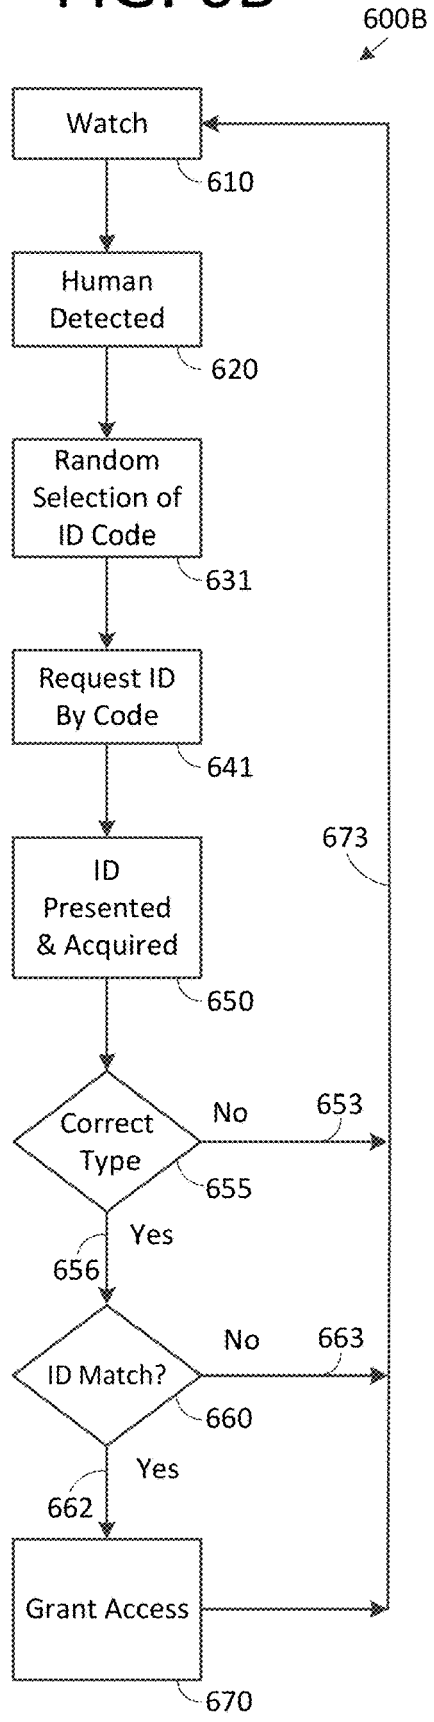 FIG. 6B
600B
Watch
610
Human
Detected
620
Random
Selection of
ID Code
631
Request ID
By Code
641
673
ID
Presented
& Acquired
650
No
653
Correct
Type
655
Yes
656
No
663
ID Match?
660
Yes
662
Grant Access
670